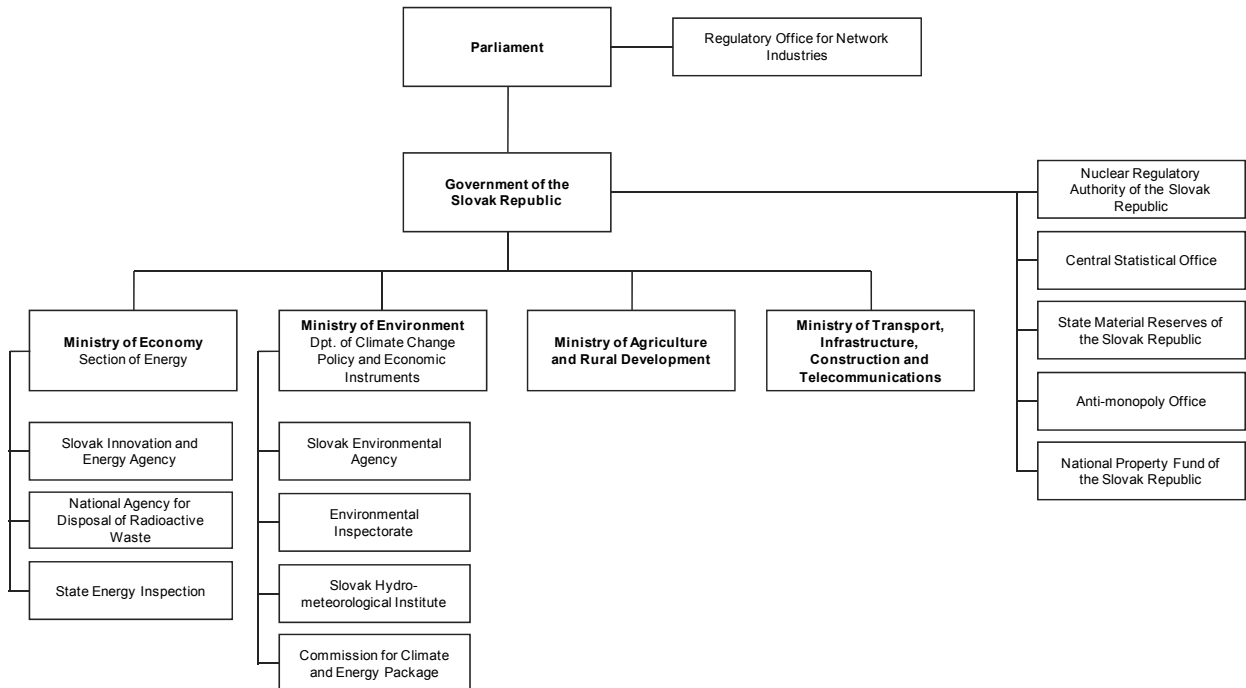 Parliament
Regulatory Office for Network
Industries
Government of the
Slovak Republic
Nuclear Regulatory
Authority of the Slovak
Republic
Central Statistical Office
State Material Reserves of
the Slovak Republic
Anti-monopoly Office
National Property Fund of
the Slovak Republic
Ministry of Economy
Section of Energy
Slovak Innovation and
Energy Agency
National Agency for
Disposal of Radioactive
Waste
State Energy Inspection
Ministry of Environment
Dpt. of Climate Change
Policy and Economic
Instruments
Slovak Environmental
Agency
Environmental
Inspectorate
Slovak Hydro-
meteorological Institute
Commission for Climate
and Energy Package
Ministry of Agriculture
and Rural Development
Ministry of Transport,
Infrastructure,
Construction and
Telecommunications